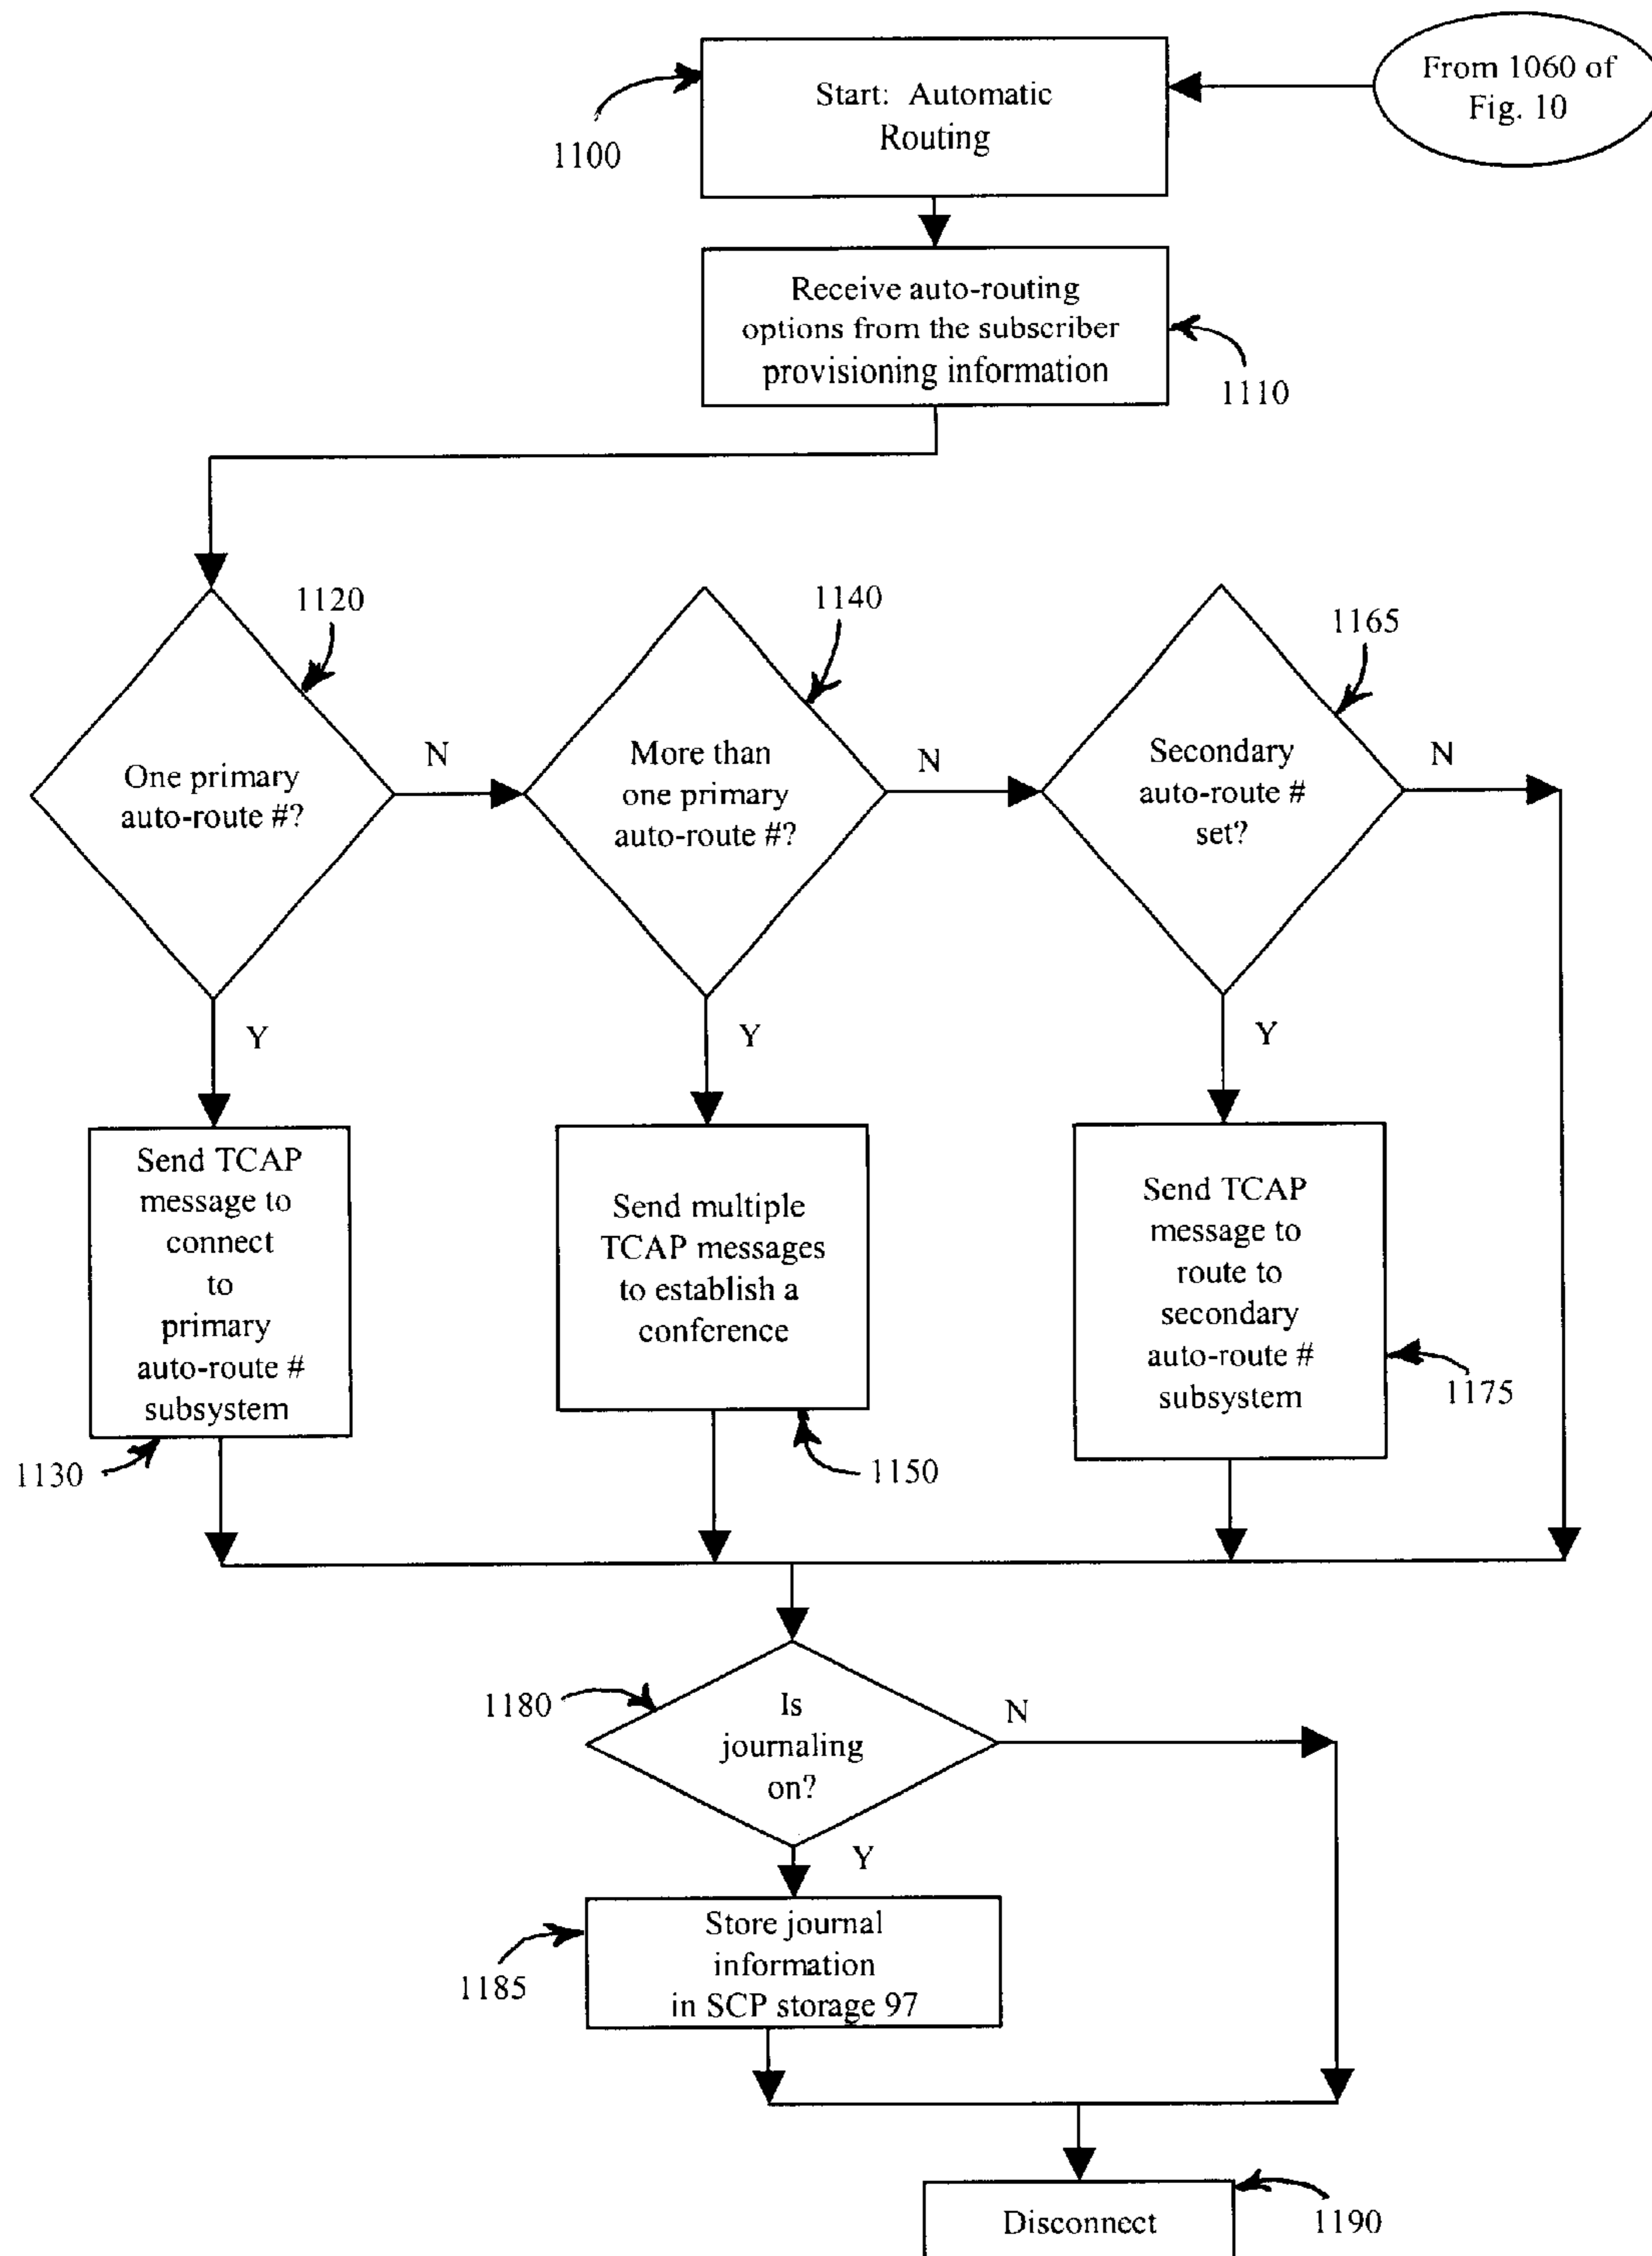 From 1060 of
Fig. 10
Start: Automatic
Routing
1100
Receive auto-routing
options from the subscriber
provisioning information
1110
1120
1140
1165
One primary
auto-route #?
N
More than
one primary
auto-route #?
N
Secondary
auto-route #
set?
N
Y
Y
Y
Send TCAP
message to
connect
to
primary
auto-route #
subsystem
1130
Send multiple
TCAP messages
to establish a
conference
1150
Send TCAP
message to
route to
secondary
auto-route #
subsystem
1175
1180
Is
journaling
on?
N
Y
Store journal
information
in SCP storage 97
1185
Disconnect
1190